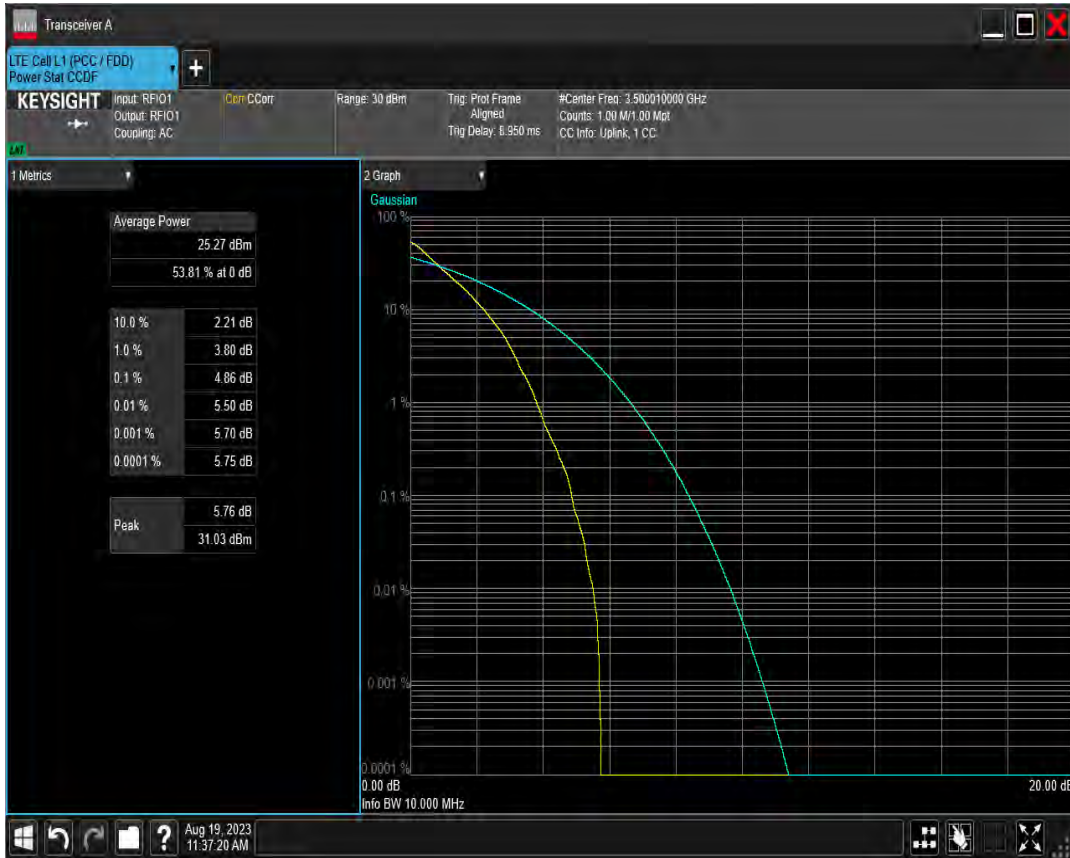 Transceiver A
LTE Cell L1 (PCC / FDD)
Power Stat CCDF
+
KEYSIGHT
Input: RFIO1
Output: RFIO1
Coupling: AC
Corr CCorr
Range: 30 dBm
Trig: Prot Frame
Aligned
Trig Delay: 8.950 ms
#Center Freq: 3.500010000 GHz
Counts: 1.00 M/1.00 Mpt
CC Info: Uplink, 1 CC
1 Metrics
Average Power
25.27 dBm
53.81 % at 0 dB
10.0 % 2.21 dB
1.0 % 3.80 dB
0.1 % 4.86 dB
0.01 % 5.50 dB
0.001 % 5.70 dB
0.0001 % 5.75 dB
Peak
5.76 dB
31.03 dBm
2 Graph
Gaussian
100 %
10 %
1 %
0.1 %
0.01 %
0.001 %
0.0001 %
0.00 dB
20.00 dB
Info BW 10.000 MHz
?
Aug 19, 2023
11:37:20 AM